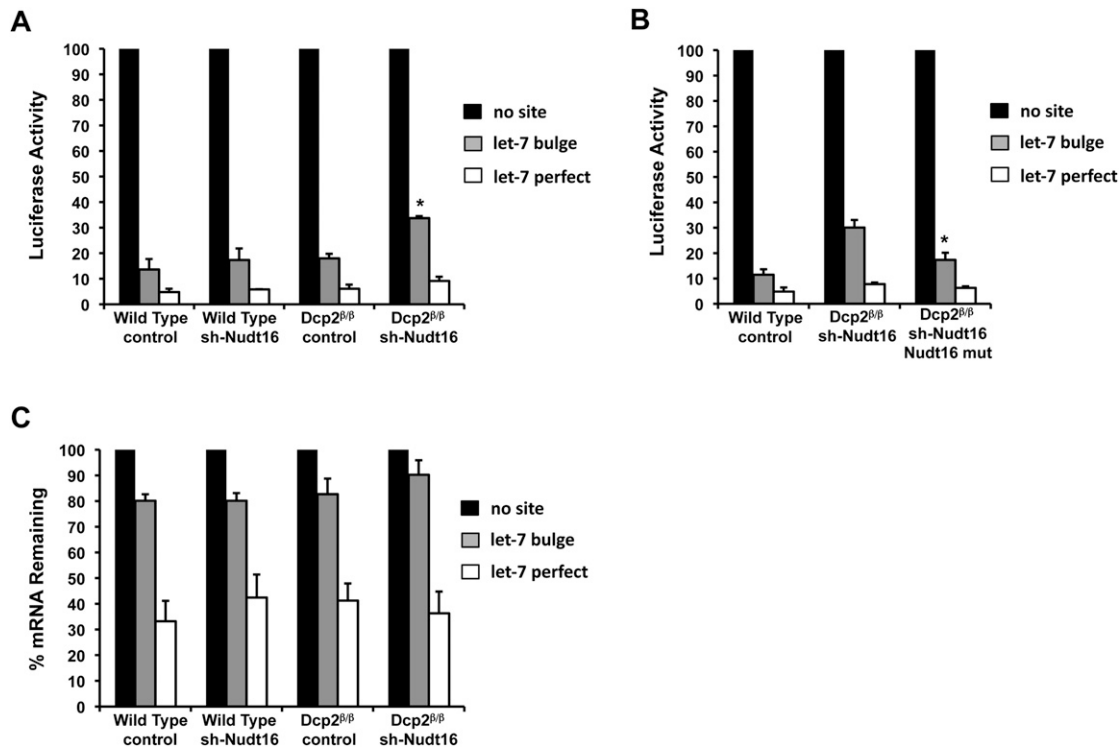 A
Luciferase Activity
100
90
80
70
60
50
40
30
20
10
0
*
Wild Type
control
Wild Type
sh-Nudt16
Dcp2β/β
control
Dcp2β/β
sh-Nudt16
no site
let-7 bulge
let-7 perfect
B
Luciferase Activity
100
90
80
70
60
50
40
30
20
10
0
*
Wild Type
control
Dcp2β/β
sh-Nudt16
Dcp2β/β
sh-Nudt16
Nudt16 mut
no site
let-7 bulge
let-7 perfect
C
% mRNA Remaining
100
90
80
70
60
50
40
30
20
10
0
Wild Type
control
Wild Type
sh-Nudt16
Dcp2β/β
control
Dcp2β/β
sh-Nudt16
no site
let-7 bulge
let-7 perfect